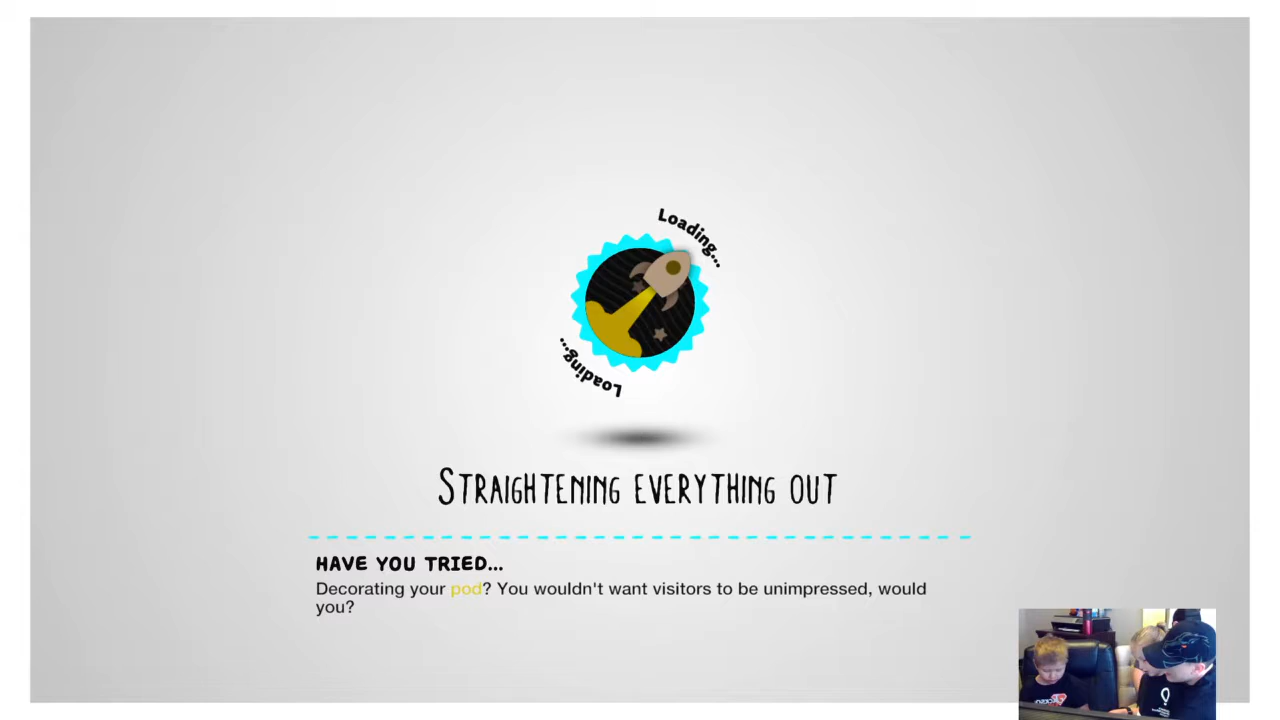 Loading...
Loading...
STRAIGHTENING EVERYTHING OUT
HAVE YOU TRIED...
Decorating your pod? You wouldn't want visitors to be unimpressed, would
you?